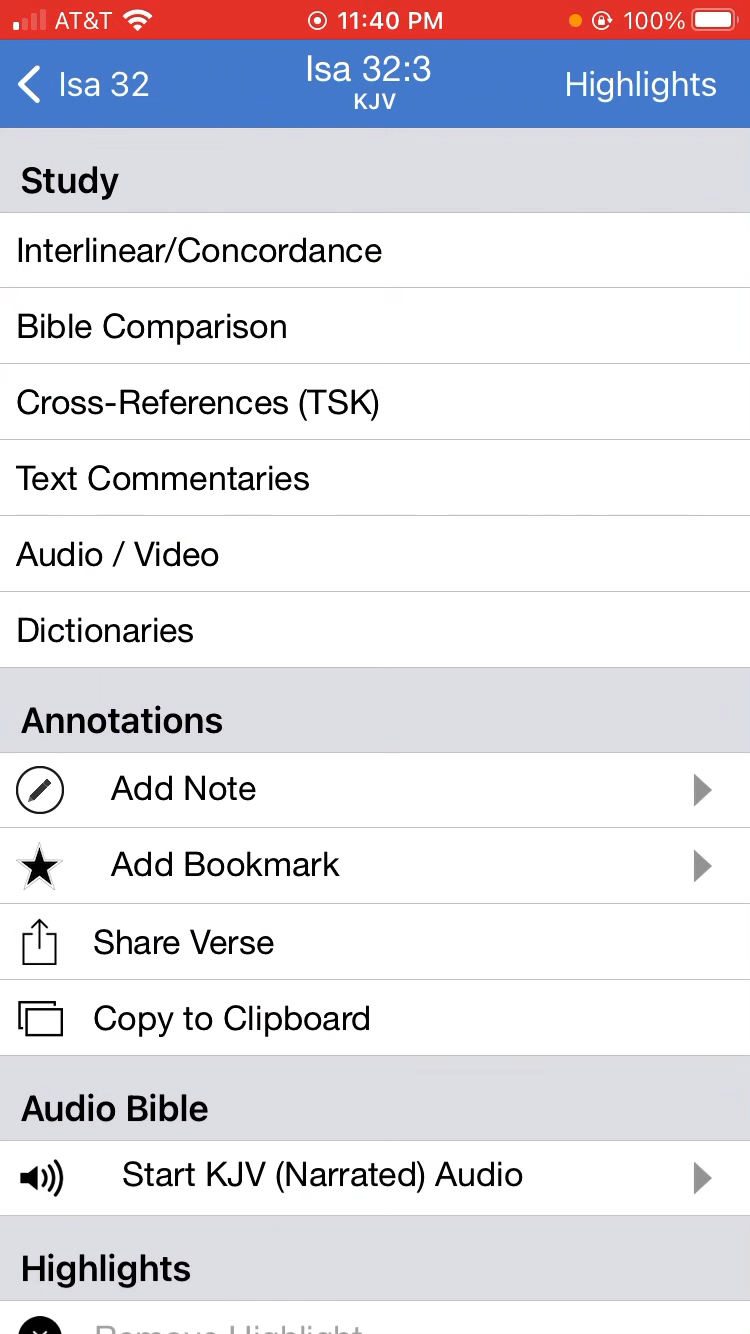 AT&T 11:40 PM 100%
Isa 32 Isa 32:3 Highlights
KJV
Study
Interlinear/Concordance
Bible Comparison
Cross-References (TSK)
Text Commentaries
Audio / Video
Dictionaries
Annotations
Add Note
Add Bookmark
Share Verse
Copy to Clipboard
Audio Bible
Start KJV (Narrated) Audio
Highlights
Remove Highlight